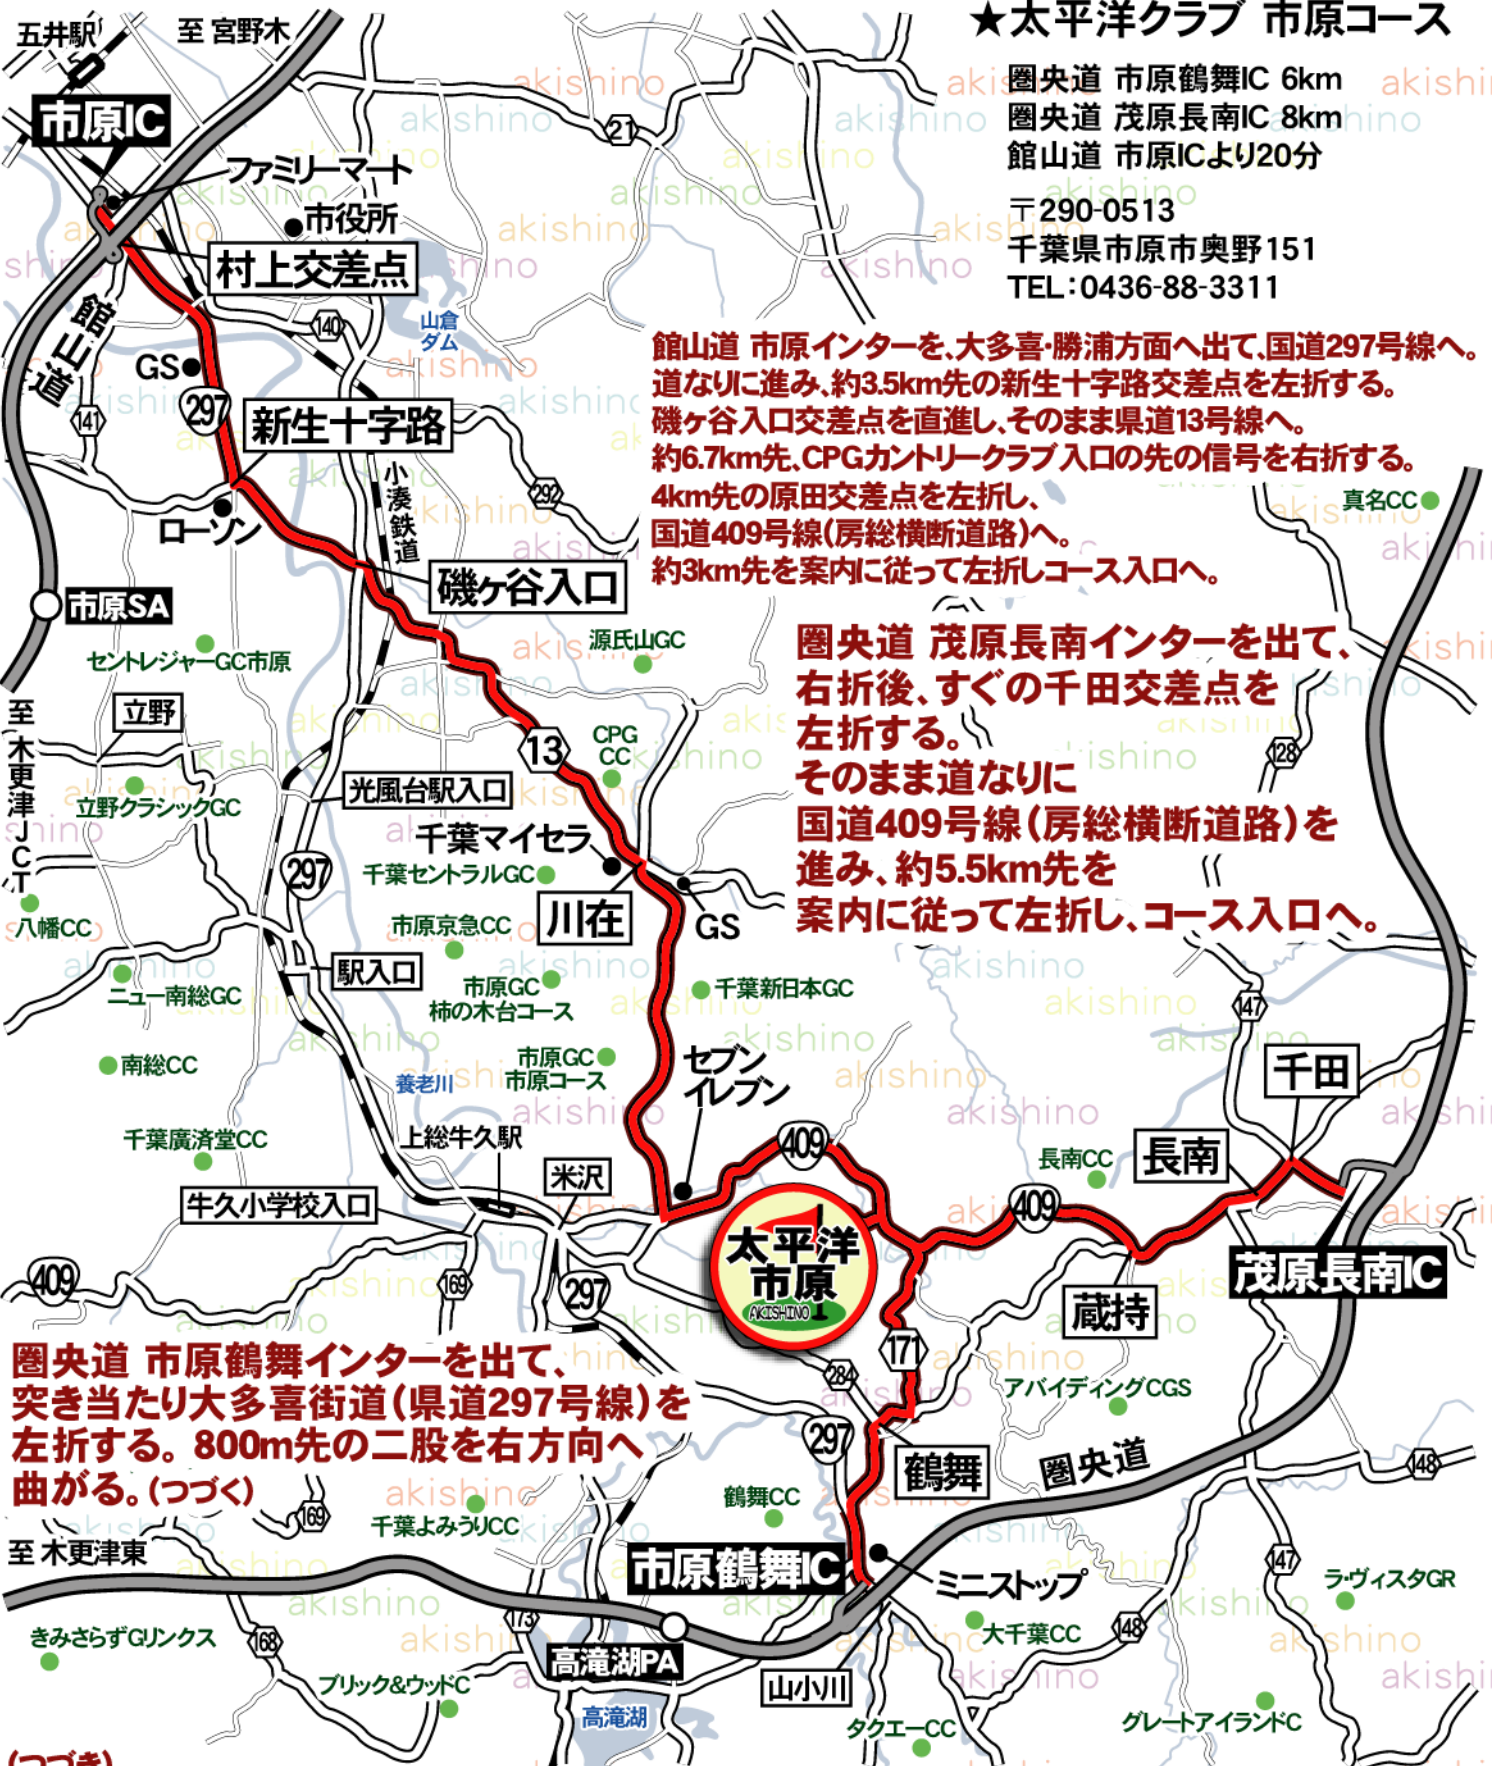 ★太平洋クラブ 市原コース
圏央道 市原鶴舞IC 6km
圏央道 茂原長南IC 8km
館山道 市原ICより20分
〒290-0513
千葉県市原市奥野151
TEL：0436-88-3311
館山道 市原インターを、大多喜・勝浦方面へ出て、国道297号線へ。
道なりに進み、約3.5km先の新生十字路交差点を左折する。
磯ヶ谷入口交差点を直進し、そのまま県道13号線へ。
約6.7km先、CPGカントリークラブ入口の先の信号を右折する。
4km先の原田交差点を左折し、
国道409号線(房総横断道路)へ。
約3km先を案内に従って左折しコース入口へ。
圏央道 茂原長南インターを出て、
右折後、すぐの千田交差点を
左折する。
そのまま道なりに
国道409号線(房総横断道路)を
進み、約5.5km先を
案内に従って左折し、コース入口へ。
圏央道 市原鶴舞インターを出て、
突き当たり大多喜街道(県道297号線)を
左折する。800m先の二股を右方向へ
曲がる。(つづく)
(つづき)
五井駅
至 宮野木
市原IC
ファミリーマート
市役所
村上交差点
館山道
GS
140
山倉
ダム
21
141
297
新生十字路
小湊鉄道
292
ローソン
磯ヶ谷入口
市原SA
セントレジャーGC市原
源氏山GC
真名CC
至木更津JCT
立野
立野クラシックGC
光風台駅入口
13
CPG
CC
128
千葉マイセラ
297
千葉セントラルGC
川在
GS
八幡CC
市原京急CC
駅入口
ニュー南総GC
市原GC
柿の木台コース
千葉新日本GC
147
南総CC
養老川
市原GC
市原コース
セブン
イレブン
千田
千葉廣済堂CC
上総牛久駅
409
長南CC
長南
牛久小学校入口
米沢
409
太平洋
市原
AKISHINO
409
169
297
茂原長南IC
蔵持
284
171
アバイディングCGS
297
鶴舞
圏央道
148
169
千葉よみうりCC
鶴舞CC
至 木更津東
市原鶴舞IC
ミニストップ
147
ラ・ヴィスタGR
きみさらずGリンクス
168
173
高滝湖PA
大千葉CC
148
ブリック&ウッドC
高滝湖
山小川
タクエーCC
グレートアイランドC
akishino